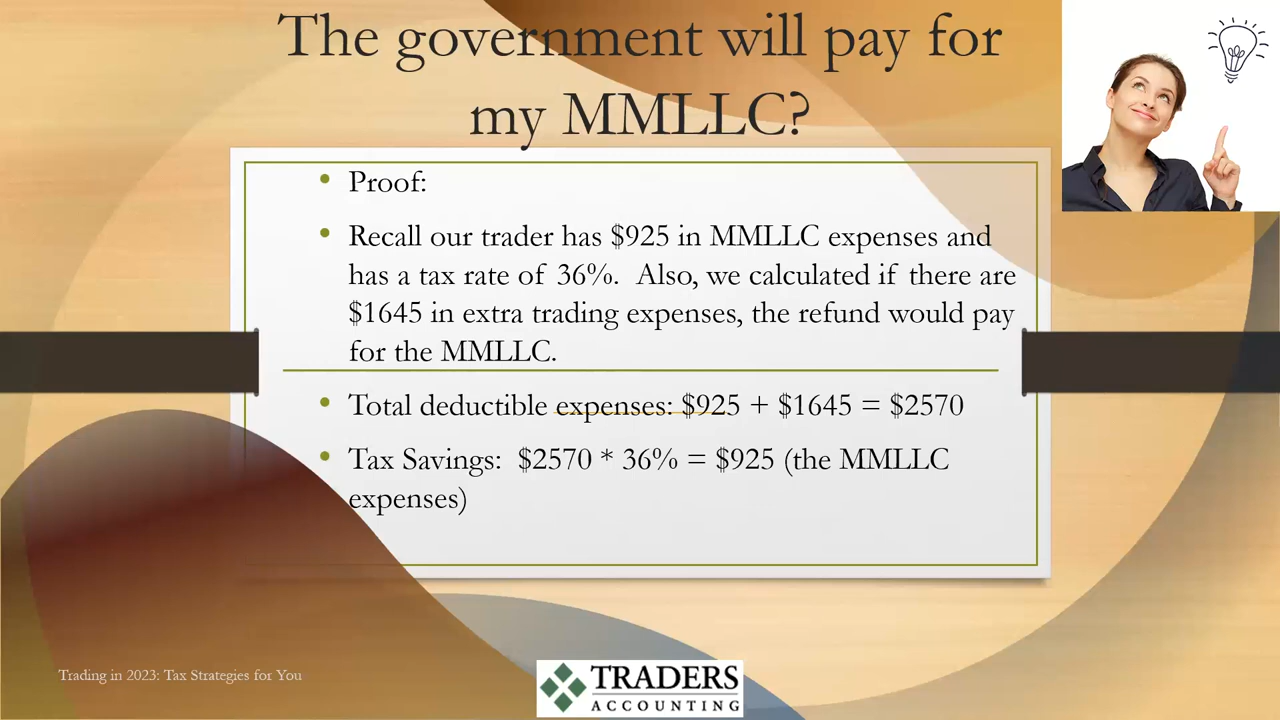 The government will pay for
my MMLLC?
• Proof:
• Recall our trader has $925 in MMLLC expenses and
has a tax rate of 36%. Also, we calculated if there are
$1645 in extra trading expenses, the refund would pay
for the MMLLC.
• Total deductible expenses: $925 + $1645 = $2570
• Tax Savings: $2570 * 36% = $925 (the MMLLC
expenses)
Trading in 2023: Tax Strategies for You
TRADERS
ACCOUNTING